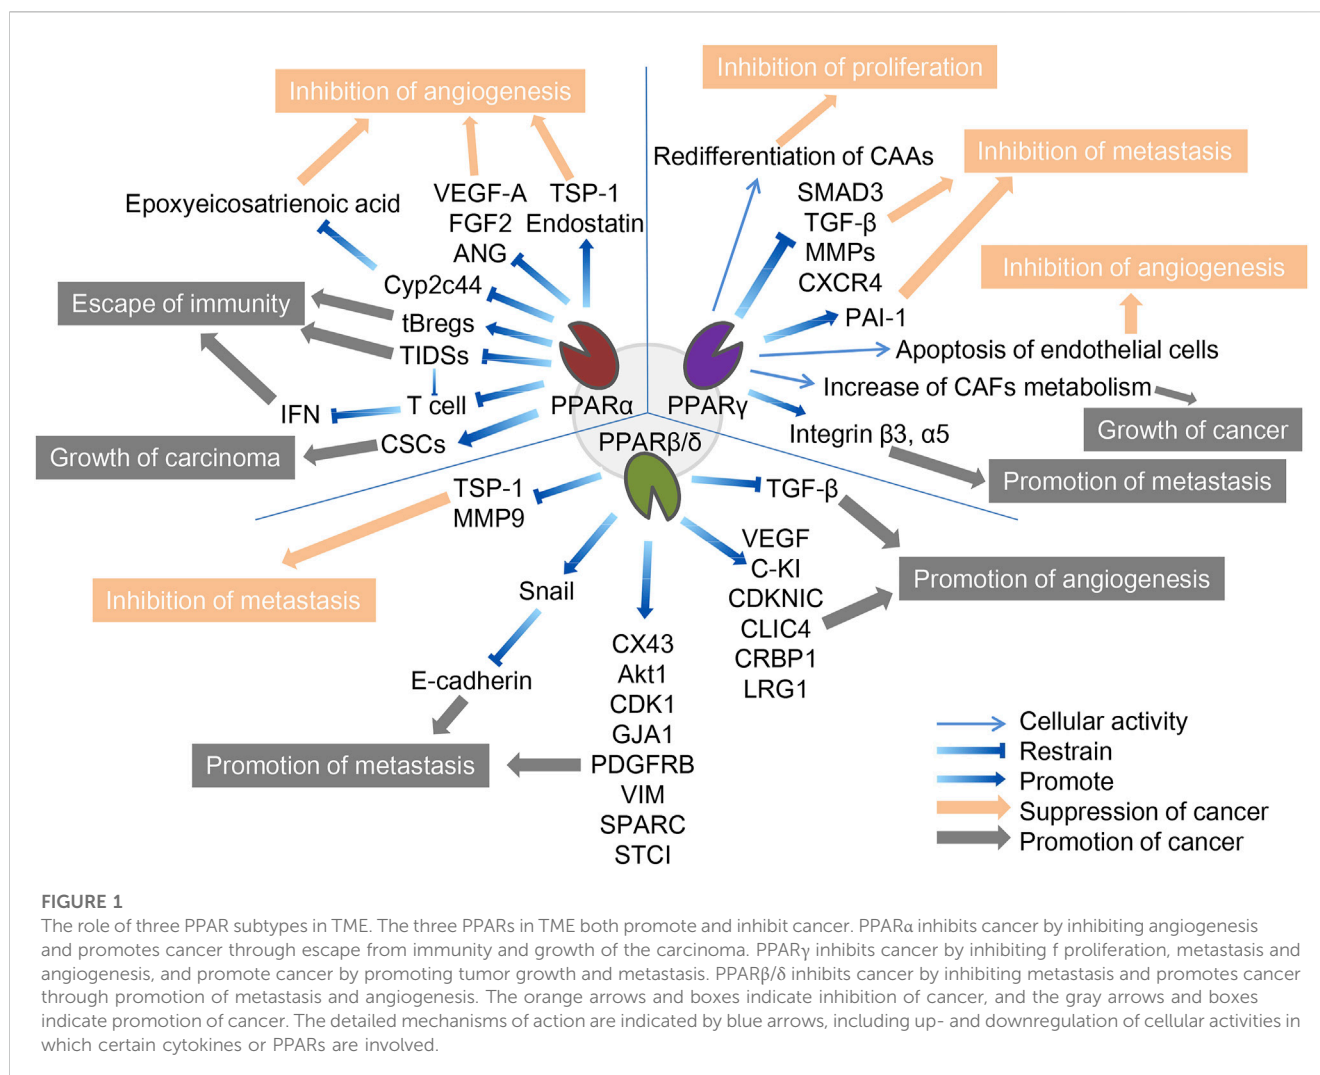 Inhibition of angiogenesis
Epoxyeicosatrienoic acid
VEGF-A
FGF2
ANG
TSP-1
Endostatin
Cyp2c44
Escape of immunity
tBregs
TIDSs
T cell
IFN
CSCs
Growth of carcinoma
PPARα
Inhibition of proliferation
Redifferentiation of CAAs
Inhibition of metastasis
SMAD3
TGF-β
MMPs
CXCR4
Inhibition of angiogenesis
PAI-1
Apoptosis of endothelial cells
Increase of CAFs metabolism
Growth of cancer
Integrin β3, α5
Promotion of metastasis
PPARγ
PPARβ/δ
TSP-1
MMP9
Inhibition of metastasis
Snail
E-cadherin
Promotion of metastasis
CX43
Akt1
CDK1
GJA1
PDGFRB
VIM
SPARC
STCI
TGF-β
VEGF
C-KI
CDKNIC
CLIC4
CRBP1
LRG1
Promotion of angiogenesis
Cellular activity
Restrain
Promote
Suppression of cancer
Promotion of cancer
FIGURE 1
The role of three PPAR subtypes in TME. The three PPARs in TME both promote and inhibit cancer. PPARα inhibits cancer by inhibiting angiogenesis
and promotes cancer through escape from immunity and growth of the carcinoma. PPARγ inhibits cancer by inhibiting f proliferation, metastasis and
angiogenesis, and promote cancer by promoting tumor growth and metastasis. PPARβ/δ inhibits cancer by inhibiting metastasis and promotes cancer
through promotion of metastasis and angiogenesis. The orange arrows and boxes indicate inhibition of cancer, and the gray arrows and boxes
indicate promotion of cancer. The detailed mechanisms of action are indicated by blue arrows, including up- and downregulation of cellular activities in
which certain cytokines or PPARs are involved.